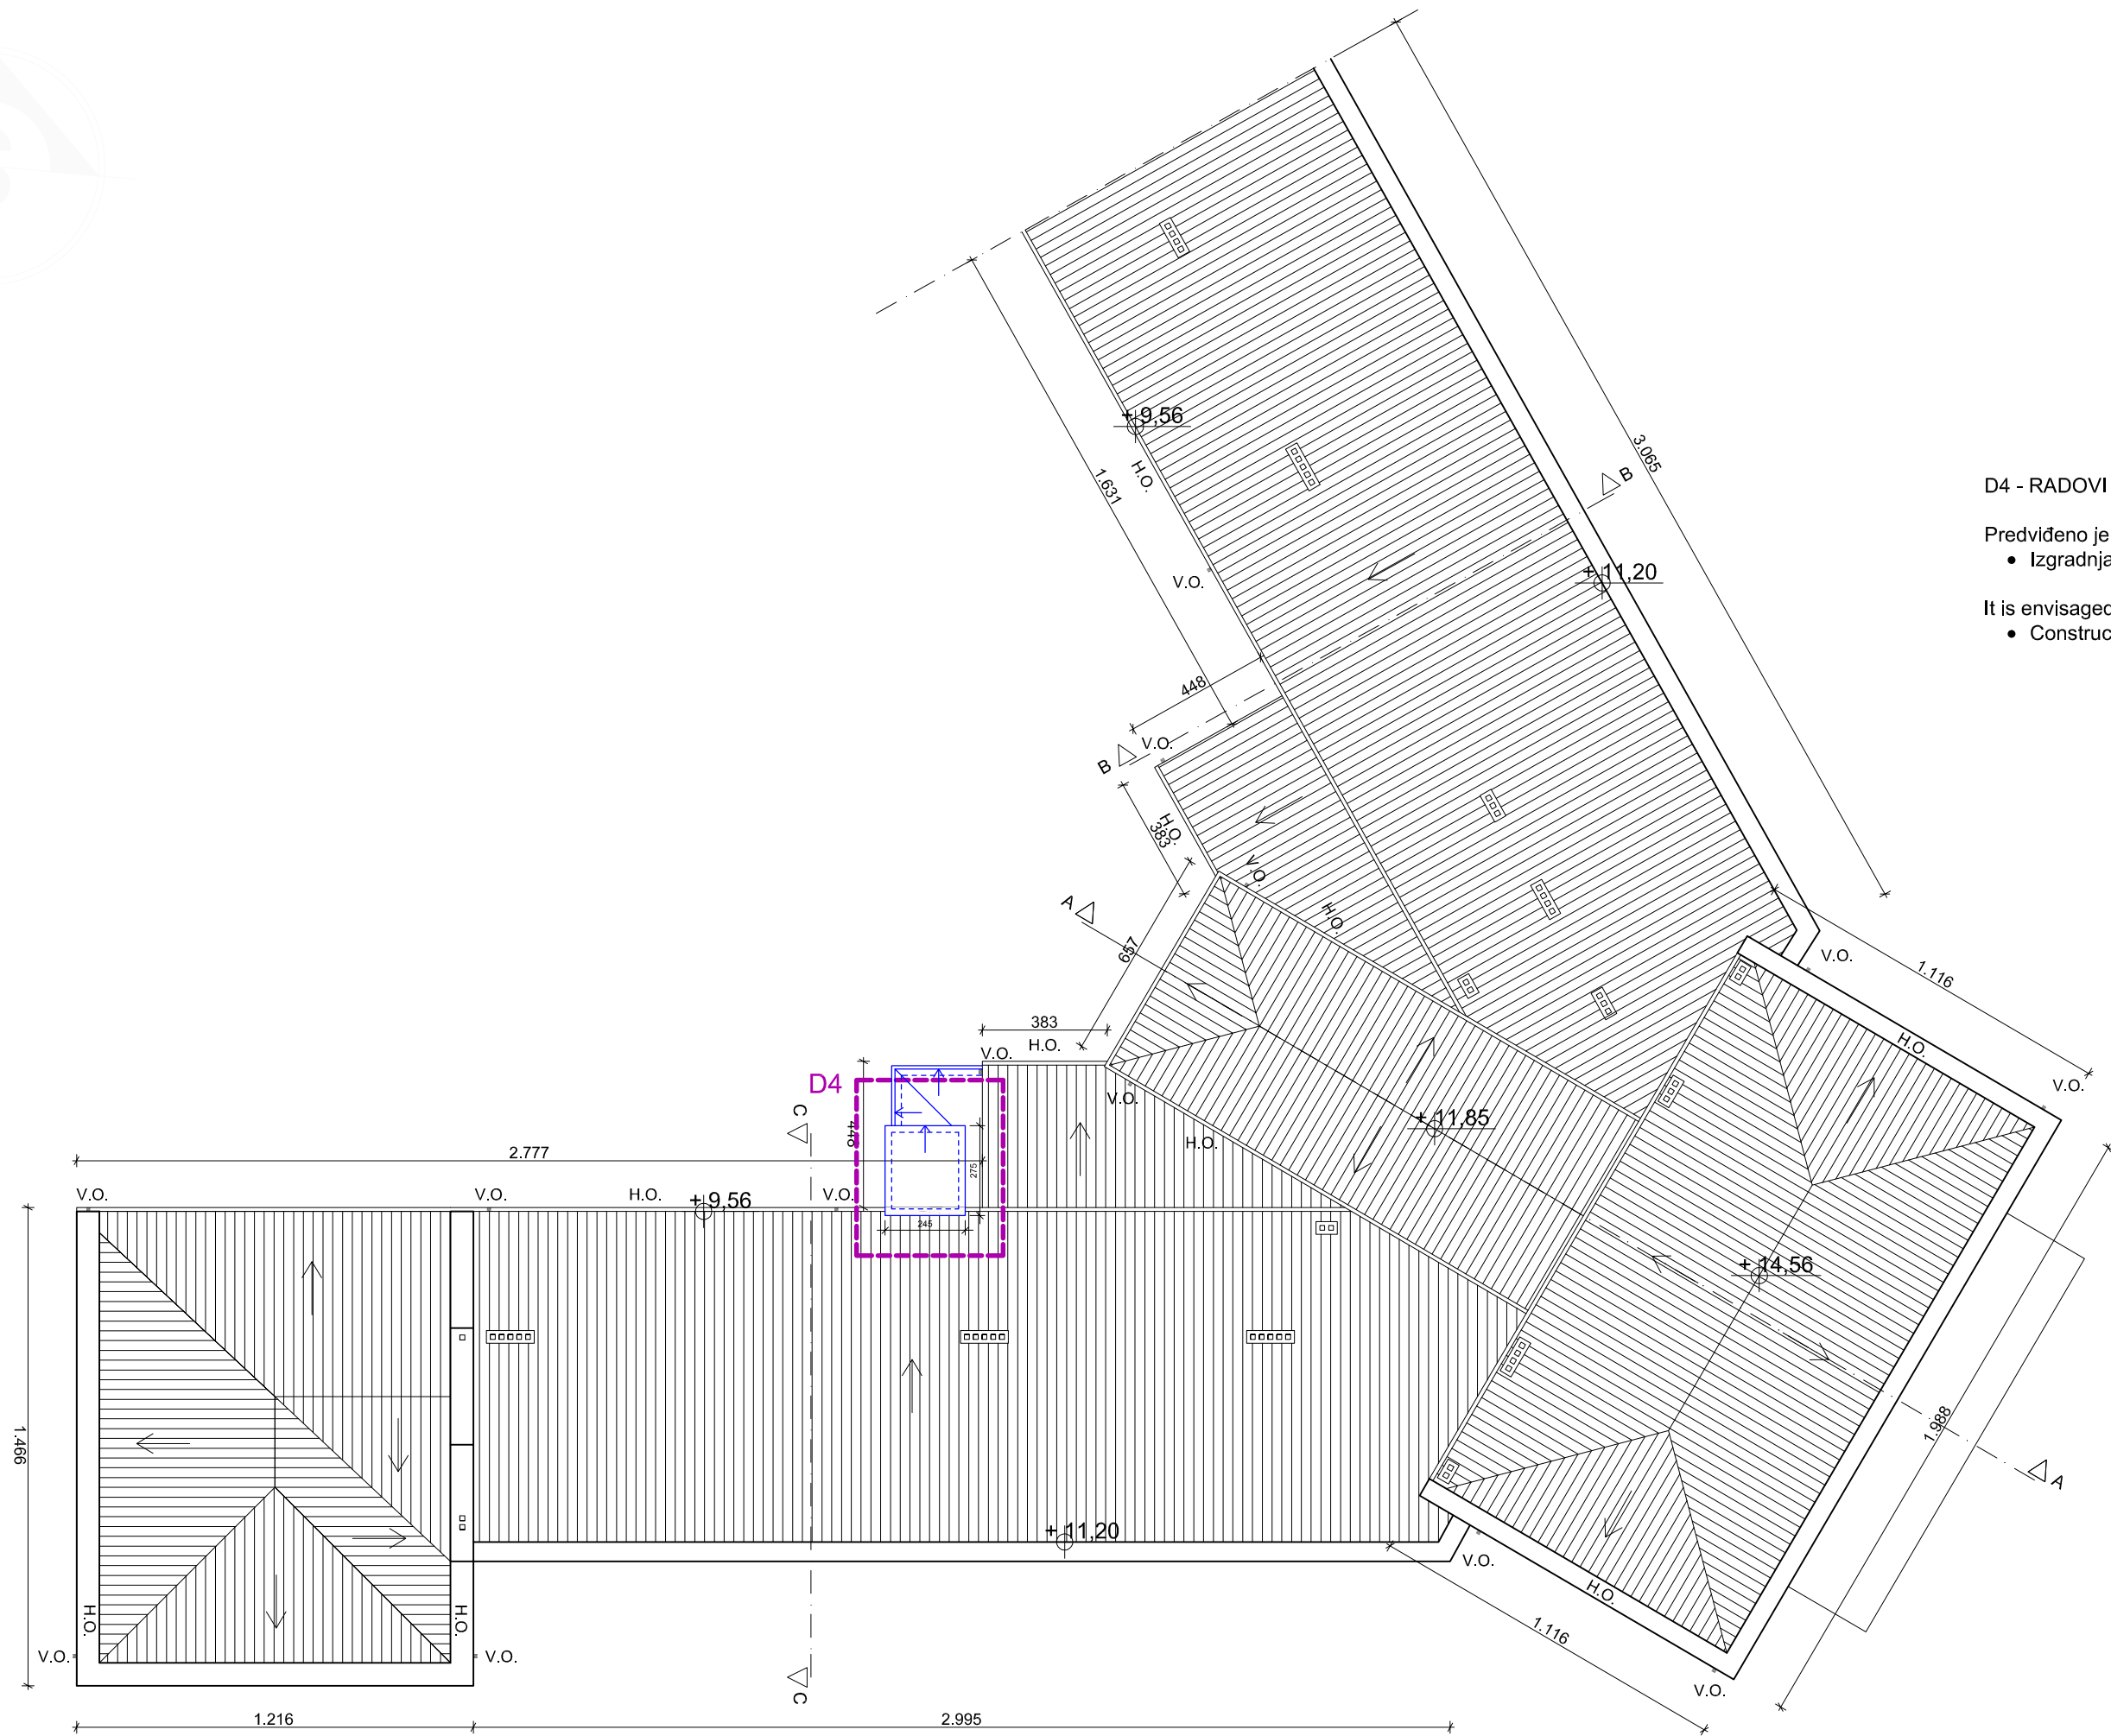 + 9,56
H.O.
1.631
3.065
B
D4 - RADOVI
Predviđeno je
• Izgradnja
It is envisaged
• Construc
V.O.
+ 11,20
448
V.O.
B
H.O.
383
V.O.
A
H.O.
657
V.O.
1.116
383
H.O.
V.O.
H.O.
D4
V.O.
V.O.
C
448
+ 11,85
H.O.
2.777
275
V.O.
V.O.
H.O.
+ 9,56
V.O.
245
+ 14,56
1.466
1.988
A
+ 11,20
V.O.
H.O.
H.O.
H.O.
V.O.
V.O.
1.116
C
V.O.
1.216
2.995